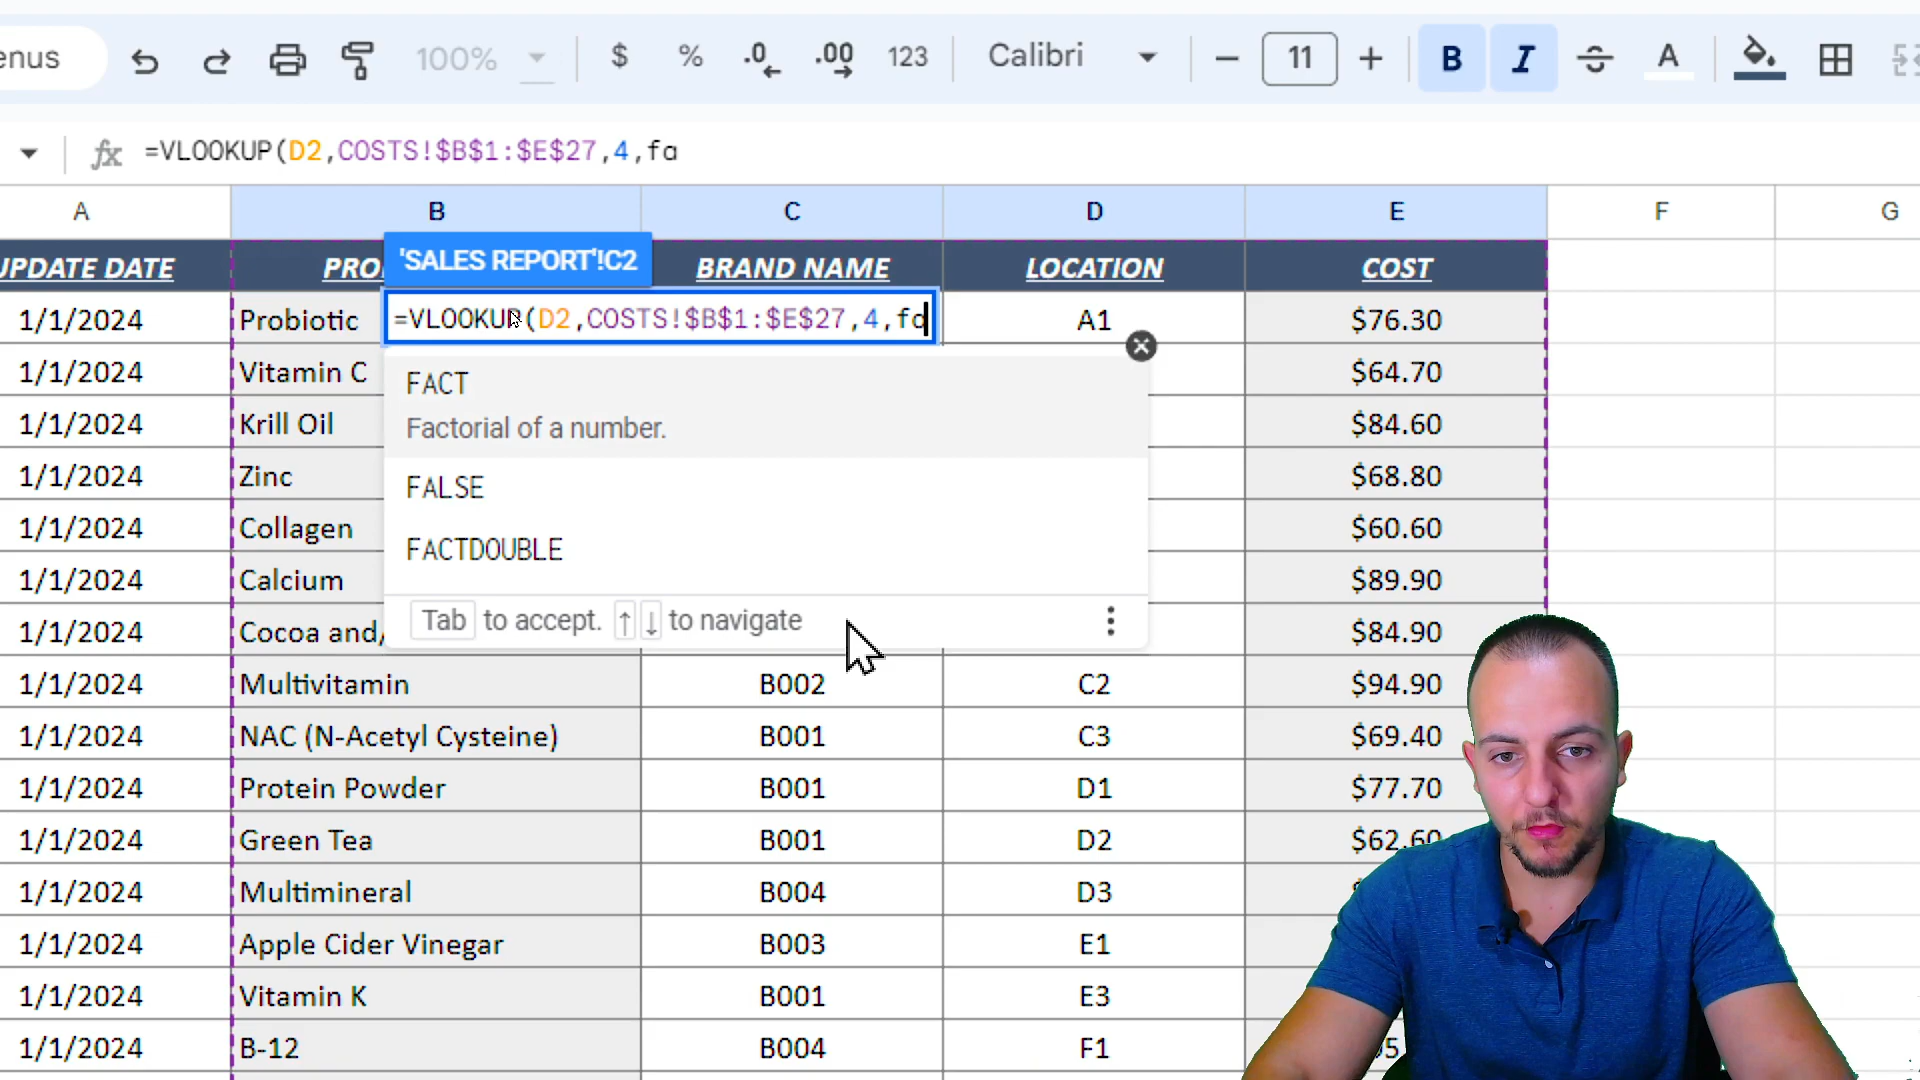 enus 100% $ % .0 .00 123 Calibri 11 B I A
fx =VLOOKUP(D2,COSTS!$B$1:$E$27,4,fa
A B C D E F G
UPDATE DATE BRAND NAME LOCATION COST
'SALES REPORT'!C2
1/1/2024 Probiotic =VLOOKUP(D2,COSTS!$B$1:$E$27,4,fa A1 $76.30
1/1/2024 Vitamin C $64.70
FACT
Factorial of a number.
1/1/2024 Krill Oil $84.60
1/1/2024 Zinc FALSE $68.80
1/1/2024 Collagen FACTDOUBLE $60.60
1/1/2024 Calcium $89.90
1/1/2024 Cocoa and/ Tab to accept. ↑ ↓ to navigate $84.90
1/1/2024 Multivitamin B002 C2 $94.90
1/1/2024 NAC (N-Acetyl Cysteine) B001 C3 $69.40
1/1/2024 Protein Powder B001 D1 $77.70
1/1/2024 Green Tea B001 D2 $62.60
1/1/2024 Multimineral B004 D3
1/1/2024 Apple Cider Vinegar B003 E1
1/1/2024 Vitamin K B001 E3
1/1/2024 B-12 B004 F1